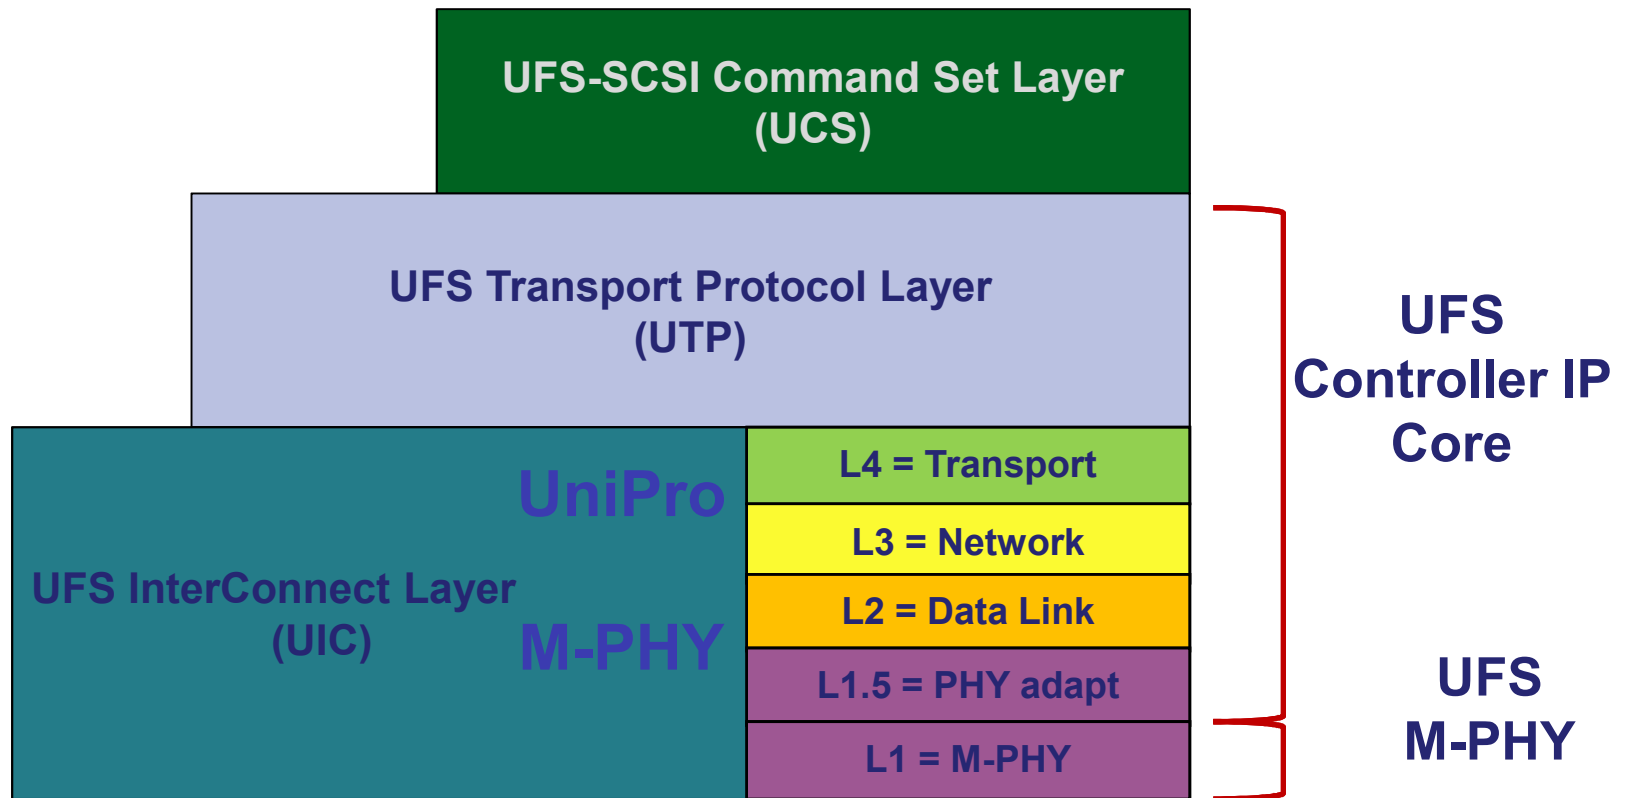 UFS-SCSI Command Set Layer
(UCS)
UFS Transport Protocol Layer
(UTP)
UFS InterConnect Layer
(UIC)
UniPro
M-PHY
L4 = Transport
L3 = Network
L2 = Data Link
L1.5 = PHY adapt
L1 = M-PHY
UFS
Controller IP
Core
UFS
M-PHY